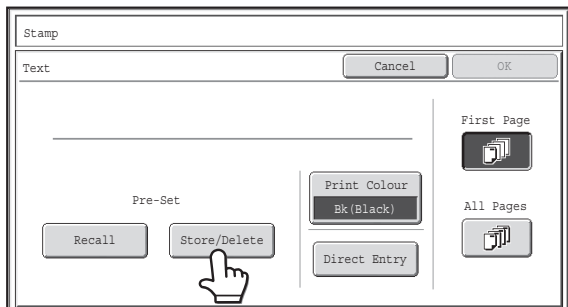 Stamp
Text
Cancel
OK
First Page
Print Colour
Bk(Black)
Pre-Set
All Pages
Recall
Store/Delete
Direct Entry